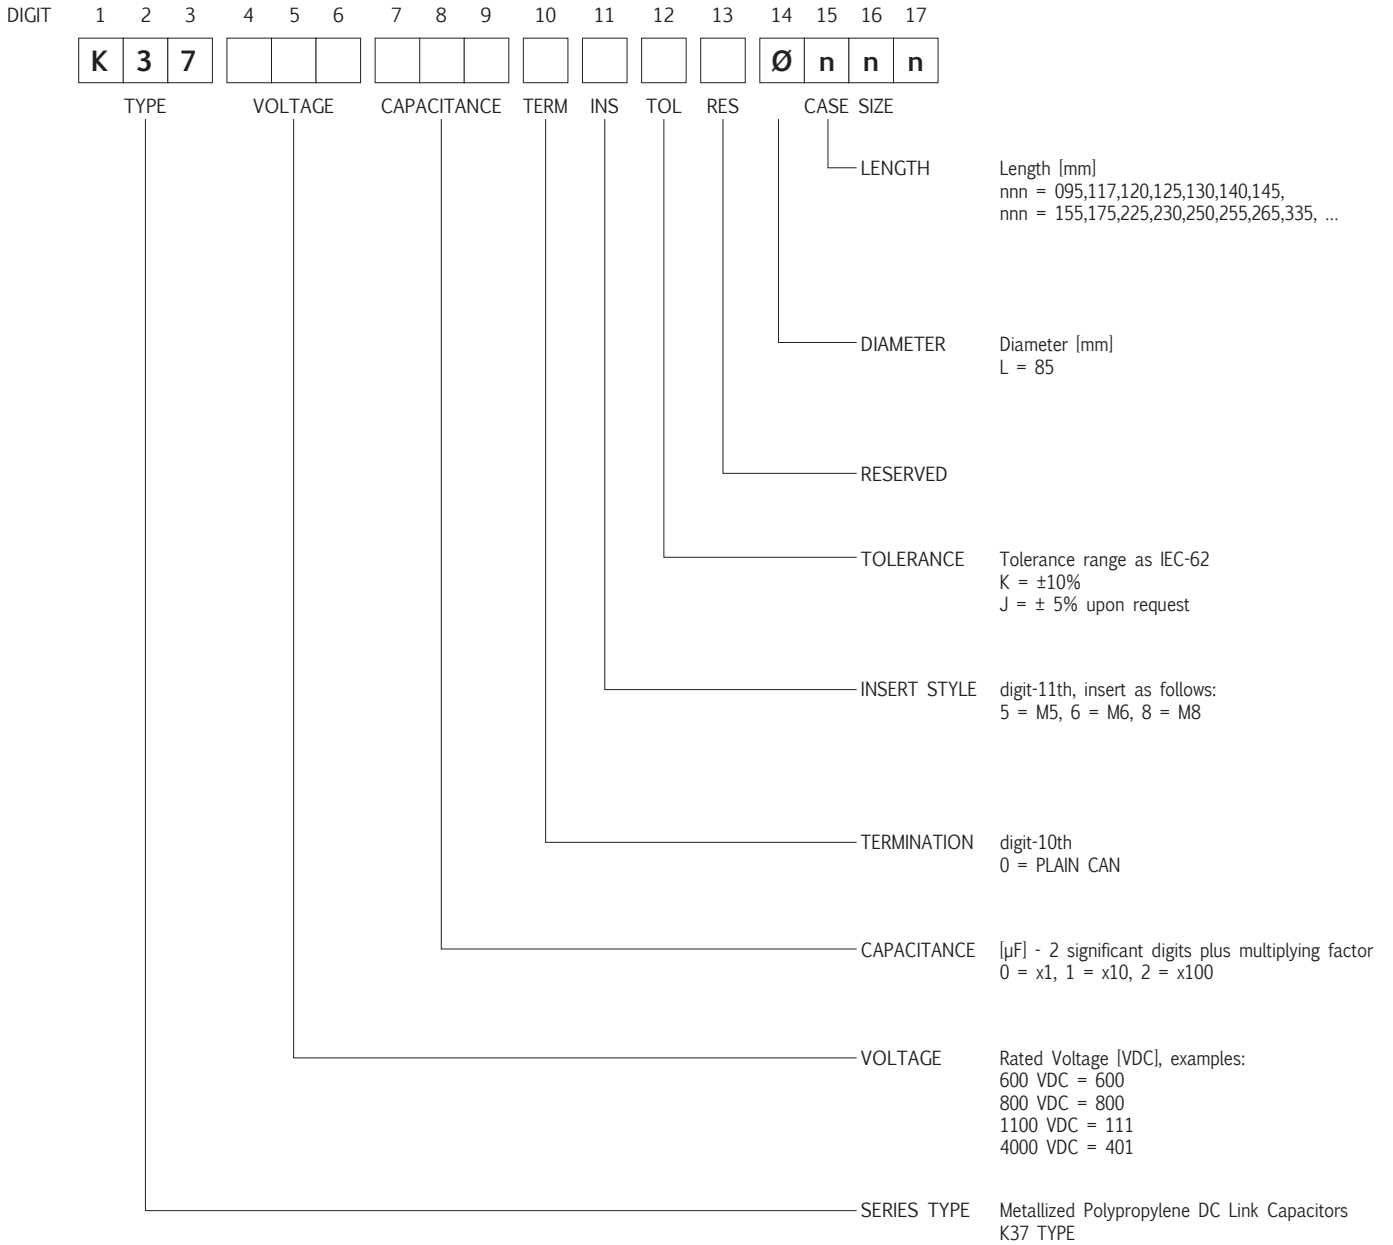 DIGIT 1 2 3 4 5 6 7 8 9 10 11 12 13 14 15 16 17
K 3 7 Ø n n n
TYPE VOLTAGE CAPACITANCE TERM INS TOL RES CASE SIZE
LENGTH Length [mm]
nnn = 095,117,120,125,130,140,145,
nnn = 155,175,225,230,250,255,265,335, ...
DIAMETER Diameter [mm]
L = 85
RESERVED
TOLERANCE Tolerance range as IEC-62
K = ±10%
J = ± 5% upon request
INSERT STYLE digit-11th, insert as follows:
5 = M5, 6 = M6, 8 = M8
TERMINATION digit-10th
0 = PLAIN CAN
CAPACITANCE [µF] - 2 significant digits plus multiplying factor
0 = x1, 1 = x10, 2 = x100
VOLTAGE Rated Voltage [VDC], examples:
600 VDC = 600
800 VDC = 800
1100 VDC = 111
4000 VDC = 401
SERIES TYPE Metallized Polypropylene DC Link Capacitors
K37 TYPE